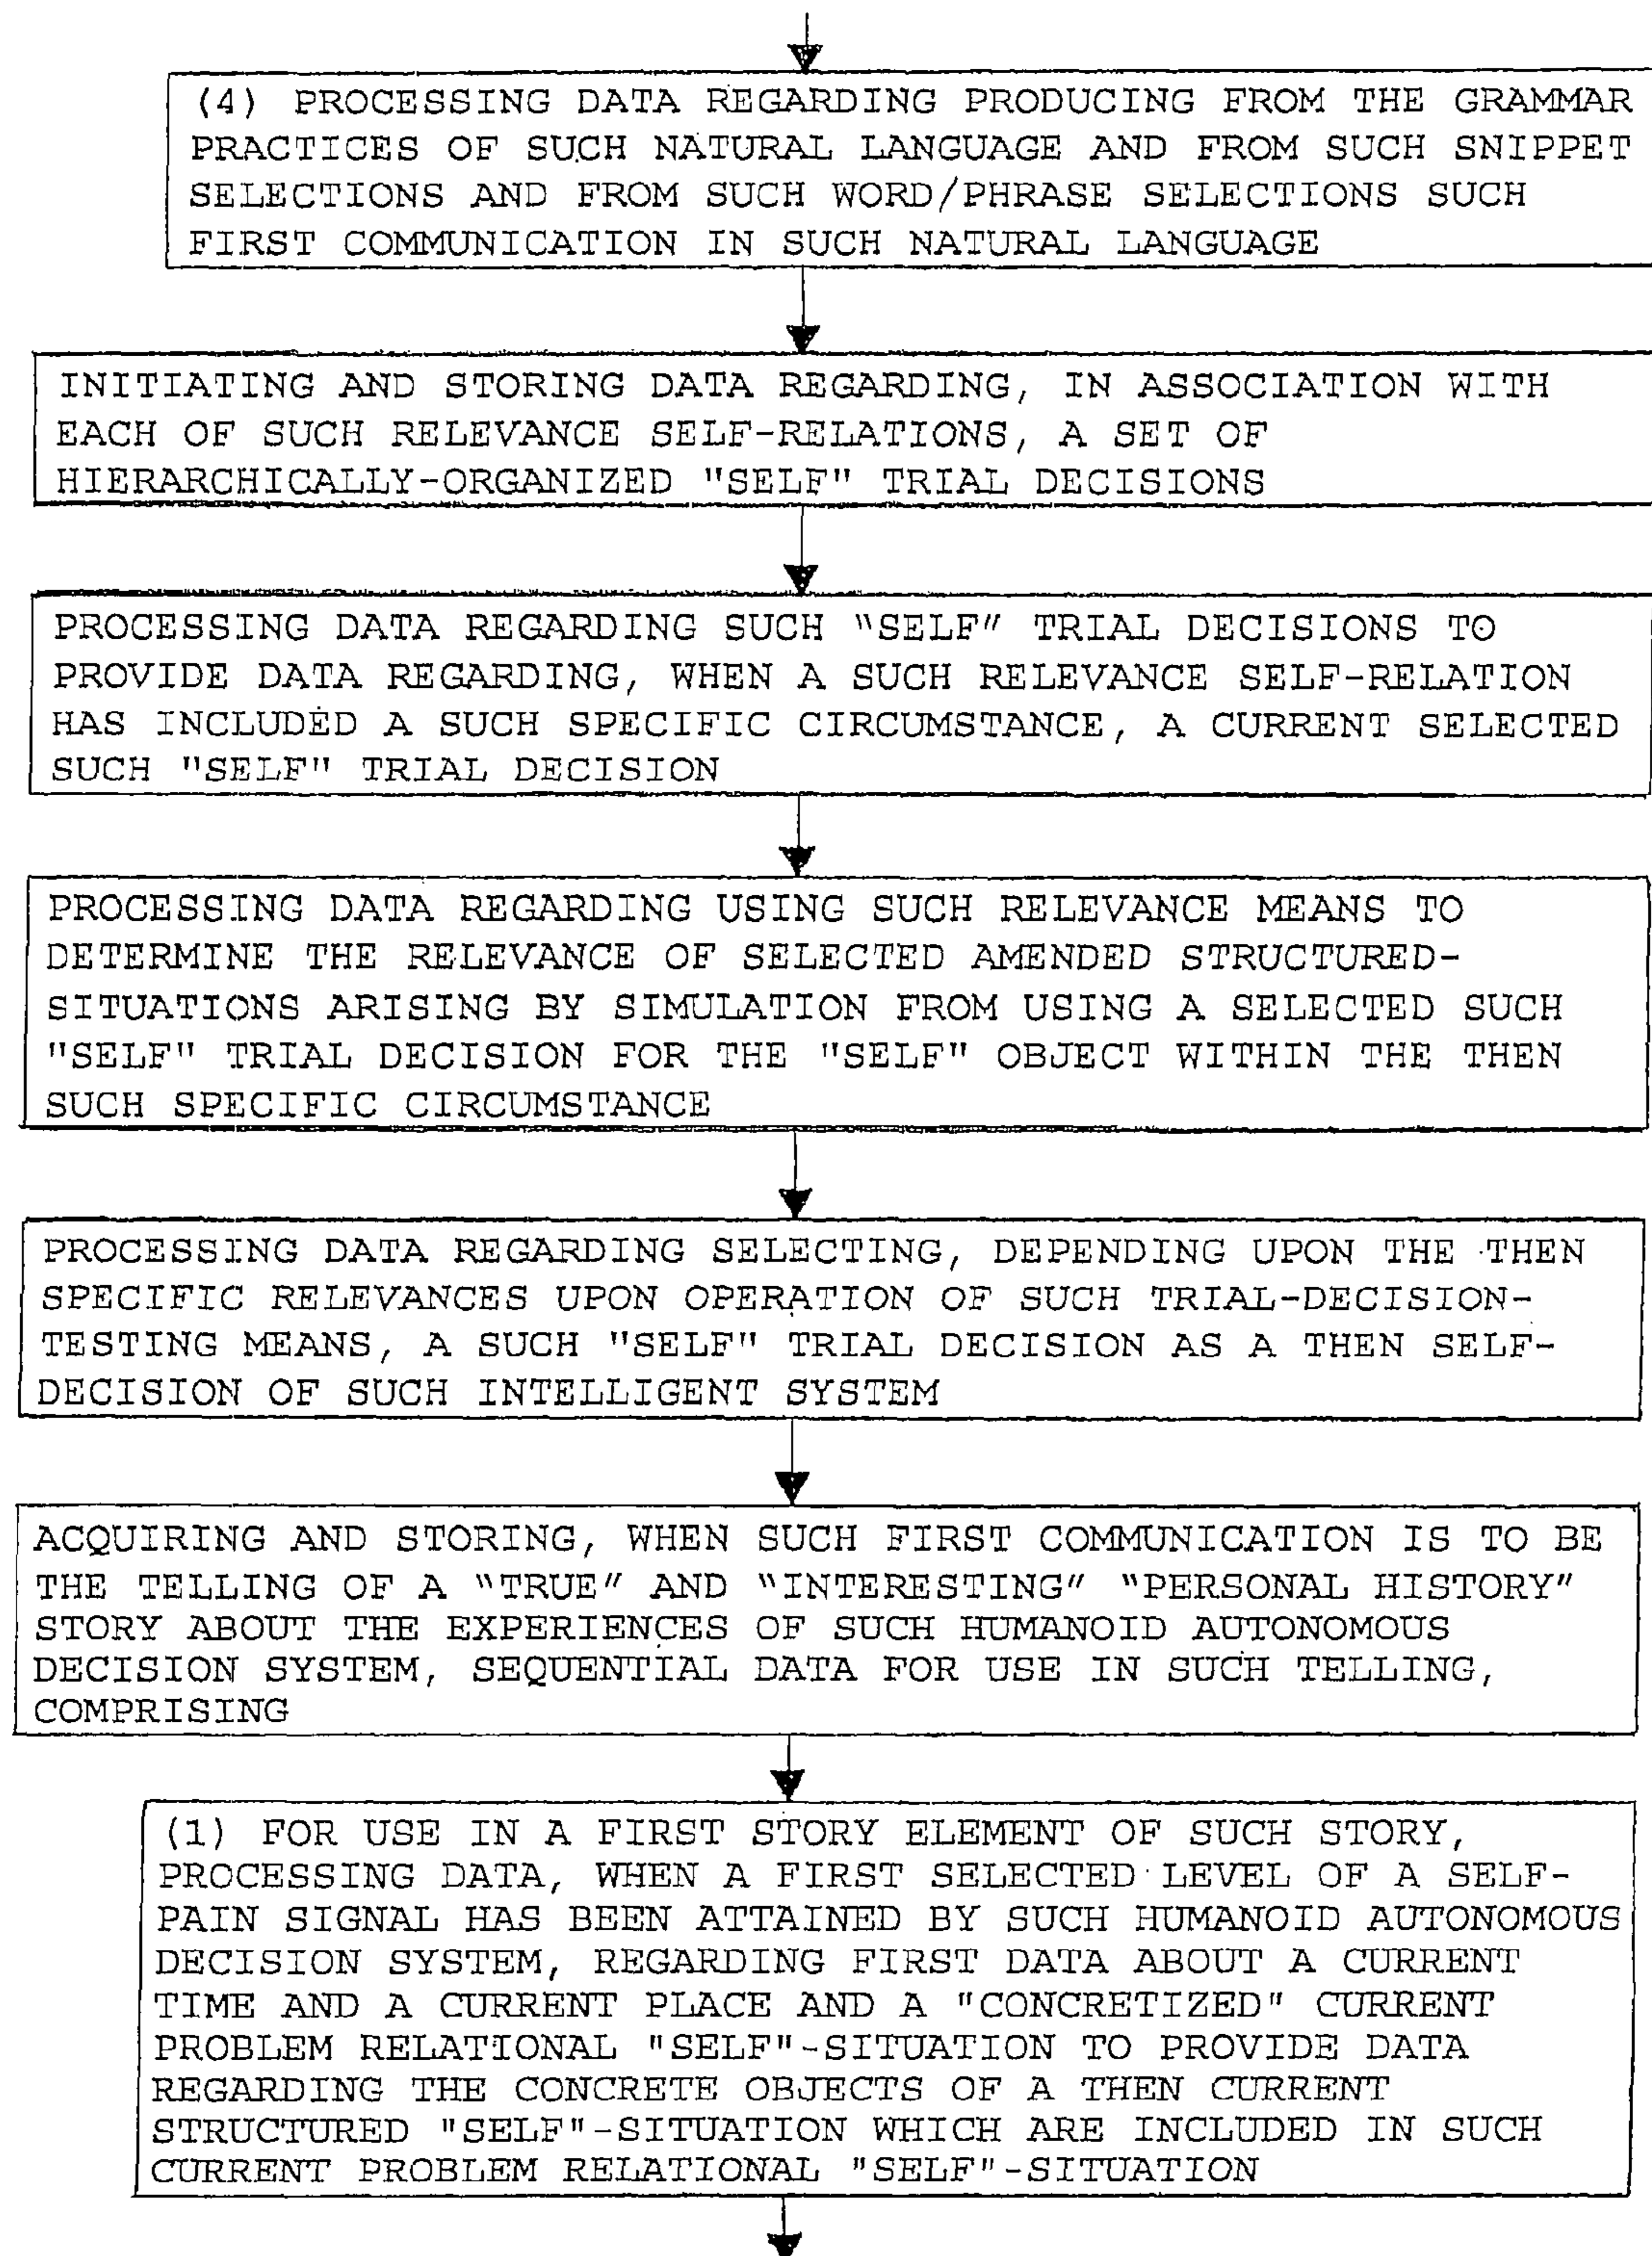 (4) PROCESSING DATA REGARDING PRODUCING FROM THE GRAMMAR
PRACTICES OF SUCH NATURAL LANGUAGE AND FROM SUCH SNIPPET
SELECTIONS AND FROM SUCH WORD/PHRASE SELECTIONS SUCH
FIRST COMMUNICATION IN SUCH NATURAL LANGUAGE
INITIATING AND STORING DATA REGARDING, IN ASSOCIATION WITH
EACH OF SUCH RELEVANCE SELF-RELATIONS, A SET OF
HIERARCHICALLY-ORGANIZED "SELF" TRIAL DECISIONS
PROCESSING DATA REGARDING SUCH "SELF" TRIAL DECISIONS TO
PROVIDE DATA REGARDING, WHEN A SUCH RELEVANCE SELF-RELATION
HAS INCLUDED A SUCH SPECIFIC CIRCUMSTANCE, A CURRENT SELECTED
SUCH "SELF" TRIAL DECISION
PROCESSING DATA REGARDING USING SUCH RELEVANCE MEANS TO
DETERMINE THE RELEVANCE OF SELECTED AMENDED STRUCTURED-
SITUATIONS ARISING BY SIMULATION FROM USING A SELECTED SUCH
"SELF" TRIAL DECISION FOR THE "SELF" OBJECT WITHIN THE THEN
SUCH SPECIFIC CIRCUMSTANCE
PROCESSING DATA REGARDING SELECTING, DEPENDING UPON THE THEN
SPECIFIC RELEVANCES UPON OPERATION OF SUCH TRIAL-DECISION-
TESTING MEANS, A SUCH "SELF" TRIAL DECISION AS A THEN SELF-
DECISION OF SUCH INTELLIGENT SYSTEM
ACQUIRING AND STORING, WHEN SUCH FIRST COMMUNICATION IS TO BE
THE TELLING OF A "TRUE" AND "INTERESTING" "PERSONAL HISTORY"
STORY ABOUT THE EXPERIENCES OF SUCH HUMANOID AUTONOMOUS
DECISION SYSTEM, SEQUENTIAL DATA FOR USE IN SUCH TELLING,
COMPRISING
(1) FOR USE IN A FIRST STORY ELEMENT OF SUCH STORY,
PROCESSING DATA, WHEN A FIRST SELECTED LEVEL OF A SELF-
PAIN SIGNAL HAS BEEN ATTAINED BY SUCH HUMANOID AUTONOMOUS
DECISION SYSTEM, REGARDING FIRST DATA ABOUT A CURRENT
TIME AND A CURRENT PLACE AND A "CONCRETIZED" CURRENT
PROBLEM RELATIONAL "SELF"-SITUATION TO PROVIDE DATA
REGARDING THE CONCRETE OBJECTS OF A THEN CURRENT
STRUCTURED "SELF"-SITUATION WHICH ARE INCLUDED IN SUCH
CURRENT PROBLEM RELATIONAL "SELF"-SITUATION